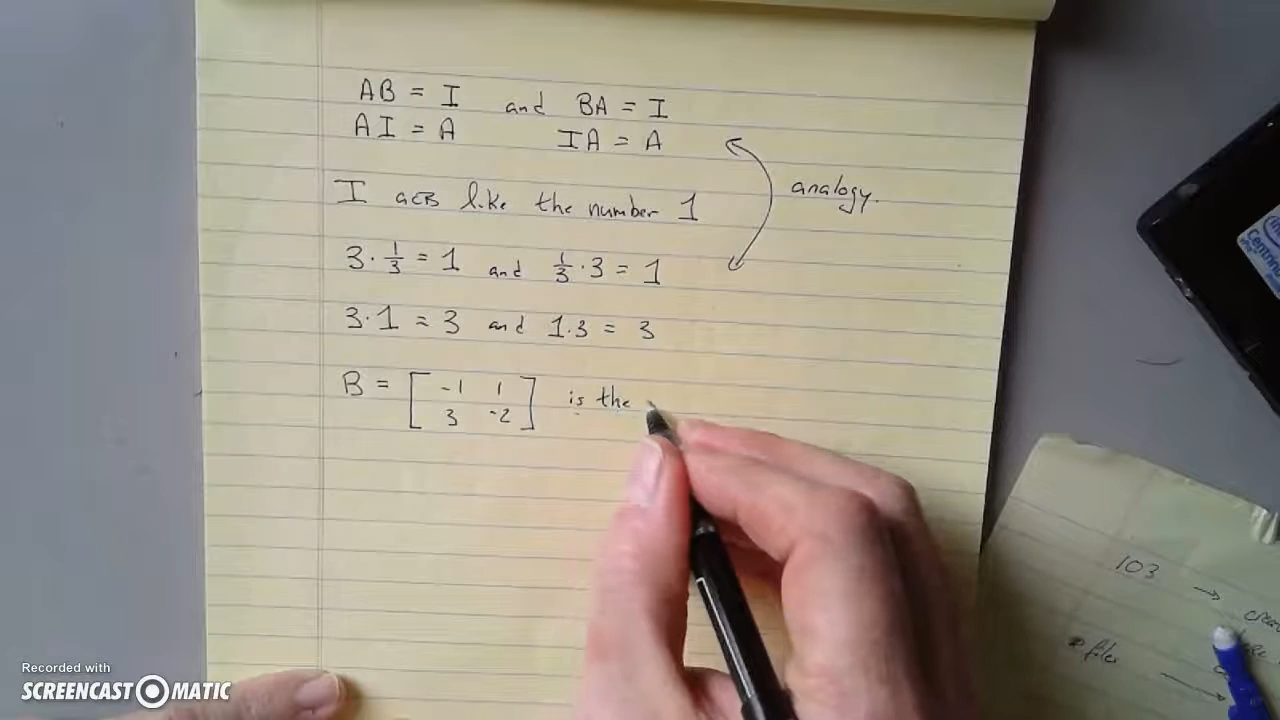 AB = I and BA = I
AI = A IA = A
analogy.
I acts like the number 1
3 · 1/3 = 1 and 1/3 · 3 = 1
3 · 1 = 3 and 1 · 3 = 3
B = [ -1 1
3 -2 ] is the
103 →
files →
Recorded with
SCREENCAST O MATIC